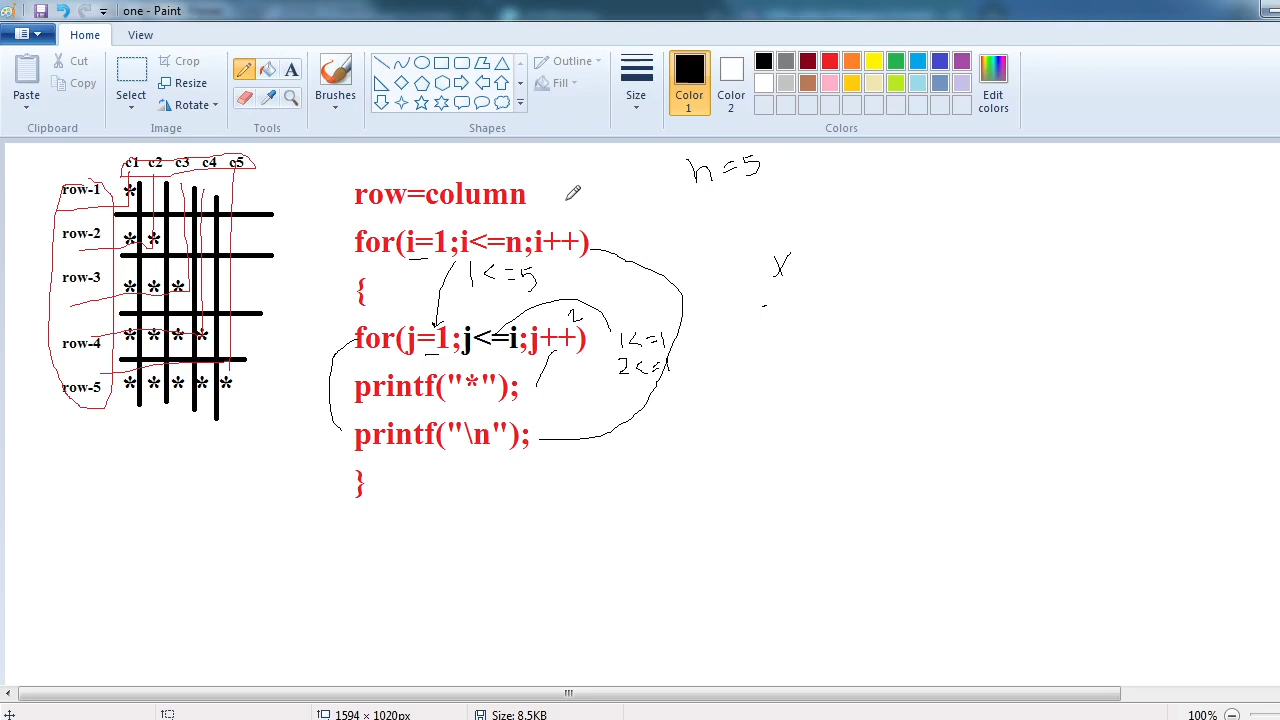 one - Paint
Home View
Paste Cut Copy
Select Crop Resize Rotate
Brushes
Outline Fill
Size Color 1 Color 2 Edit colors
Clipboard Image Tools Shapes Colors
c1 c2 c3 c4 c5
row-1 *
row-2 * *
row-3 * * *
row-4 * * * *
row-5 * * * * *
n=5
row=column
for(i=1;i<=n;i++)
1<=5
{
for(j=1;j<=i;j++)
2
1<=1
2<=1
printf("*");
printf("\n");
}
1594 × 1020px Size: 8.5KB 100%